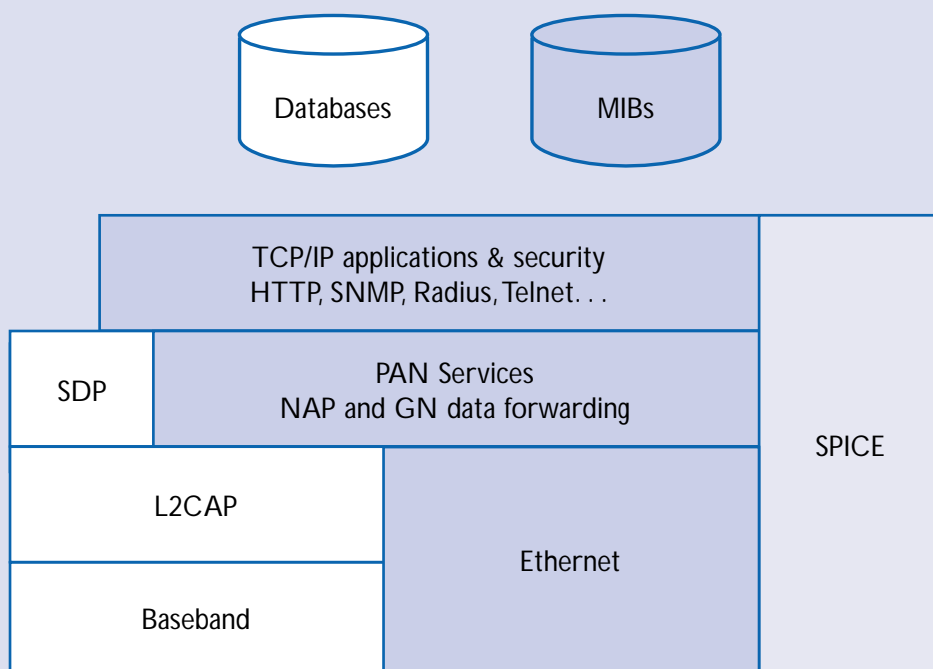 Databases
MIBs
TCP/IP applications & security
HTTP, SNMP, Radius, Telnet. . .
SDP
PAN Services
NAP and GN data forwarding
SPICE
L2CAP
Ethernet
Baseband